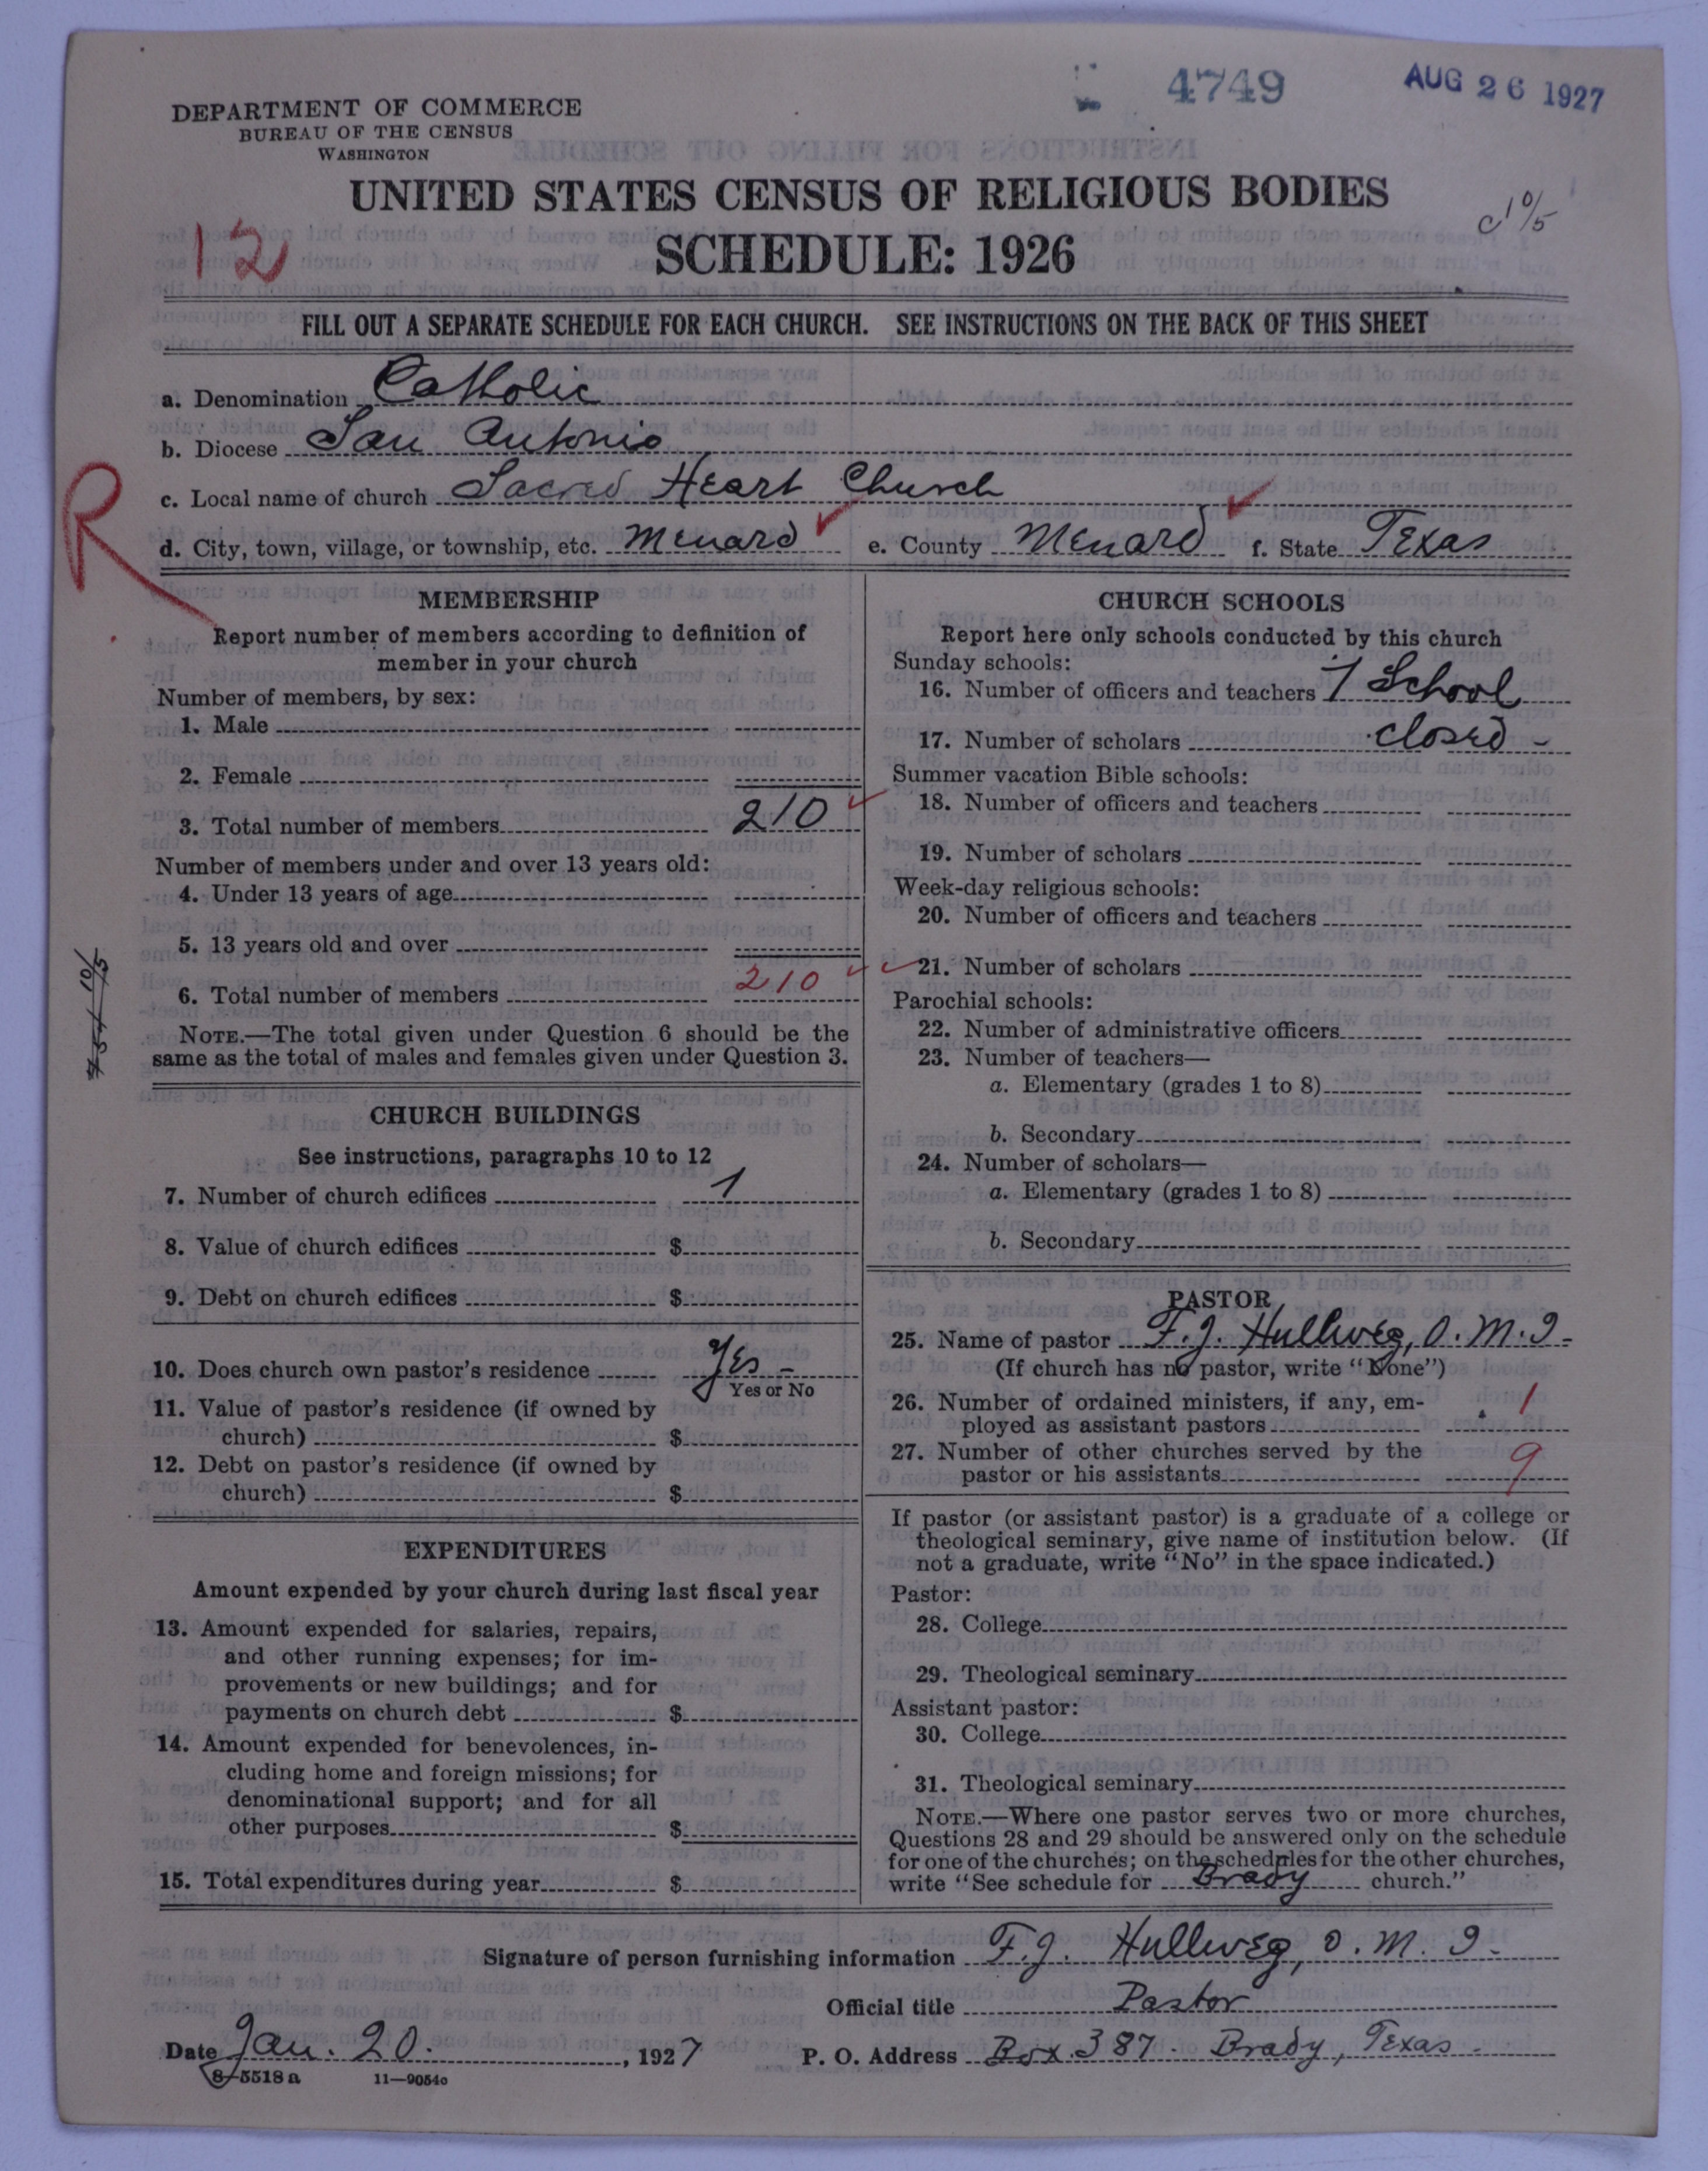 4749
AUG 26 1927
DEPARTMENT OF COMMERCE
BUREAU OF THE CENSUS
WASHINGTON
UNITED STATES CENSUS OF RELIGIOUS BODIES
SCHEDULE: 1926
12
c 10/5
FILL OUT A SEPARATE SCHEDULE FOR EACH CHURCH. SEE INSTRUCTIONS ON THE BACK OF THIS SHEET
a. Denomination Catholic
b. Diocese San Antonio
c. Local name of church Sacred Heart Church
R
d. City, town, village, or township, etc. Menard e. County Menard f. State Texas
MEMBERSHIP
Report number of members according to definition of
member in your church
Number of members, by sex:
1. Male
2. Female
3. Total number of members 210
Number of members under and over 13 years old:
4. Under 13 years of age
5. 13 years old and over
6. Total number of members 210
NOTE.—The total given under Question 6 should be the
same as the total of males and females given under Question 3.
CHURCH BUILDINGS
See instructions, paragraphs 10 to 12
7. Number of church edifices 1
8. Value of church edifices $
9. Debt on church edifices $
10. Does church own pastor's residence Yes -
Yes or No
11. Value of pastor's residence (if owned by
church) $
12. Debt on pastor's residence (if owned by
church) $
EXPENDITURES
Amount expended by your church during last fiscal year
13. Amount expended for salaries, repairs,
and other running expenses; for im-
provements or new buildings; and for
payments on church debt $
14. Amount expended for benevolences, in-
cluding home and foreign missions; for
denominational support; and for all
other purposes $
15. Total expenditures during year $
CHURCH SCHOOLS
Report here only schools conducted by this church
Sunday schools:
16. Number of officers and teachers 1 School
17. Number of scholars closed -
Summer vacation Bible schools:
18. Number of officers and teachers
19. Number of scholars
Week-day religious schools:
20. Number of officers and teachers
21. Number of scholars
Parochial schools:
22. Number of administrative officers
23. Number of teachers—
a. Elementary (grades 1 to 8)
b. Secondary
24. Number of scholars—
a. Elementary (grades 1 to 8)
b. Secondary
PASTOR
25. Name of pastor F. J. Hullweg, O. M. I -
(If church has no pastor, write "None")
26. Number of ordained ministers, if any, em-
ployed as assistant pastors 1
27. Number of other churches served by the
pastor or his assistants 9
If pastor (or assistant pastor) is a graduate of a college or
theological seminary, give name of institution below. (If
not a graduate, write "No" in the space indicated.)
Pastor:
28. College
29. Theological seminary
Assistant pastor:
30. College
31. Theological seminary
NOTE.—Where one pastor serves two or more churches,
Questions 28 and 29 should be answered only on the schedule
for one of the churches; on the schedules for the other churches,
write "See schedule for Brady church."
Signature of person furnishing information F. J. Hullweg, O. M. I.
Official title Pastor
Date Jan. 20. , 1927 P. O. Address Box 387. Brady, Texas.
8-5518 a 11—9054o